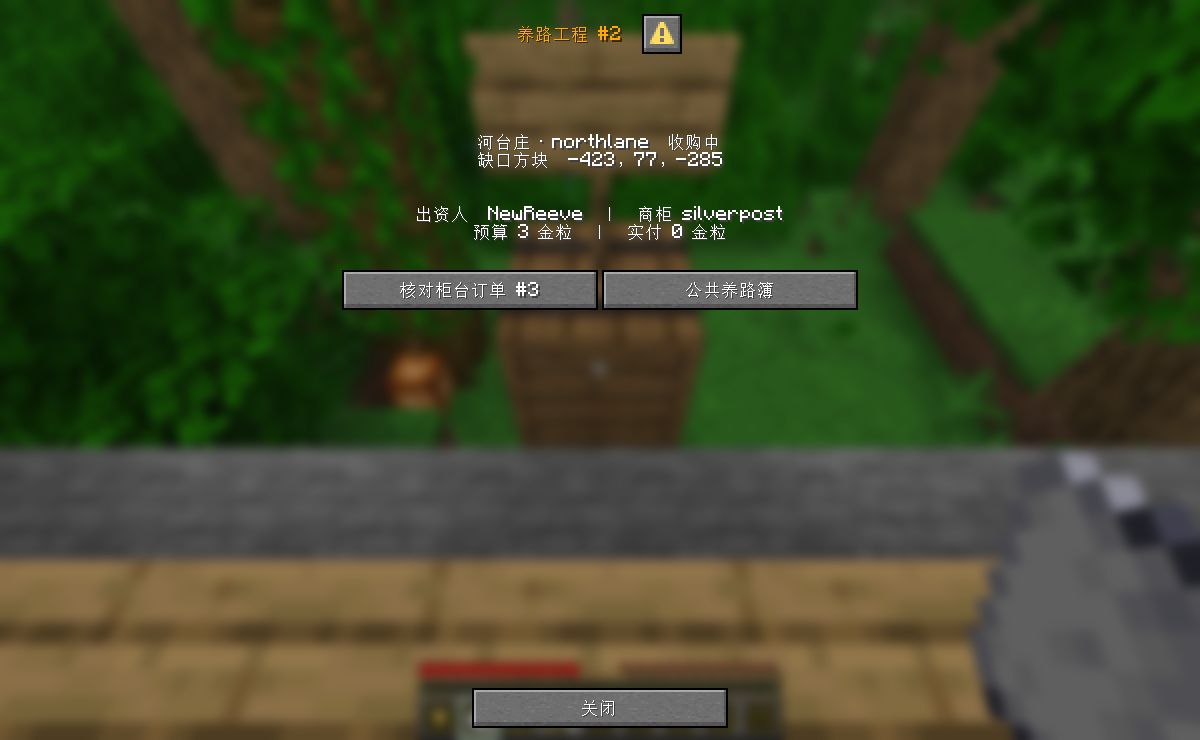 养路工程 #2
河台庄 · northlane 收购中
缺口方块 -423, 77, -285
出资人 NewReeve | 商柜 silverpost
预算 3 金粒 | 实付 0 金粒
核对柜台订单 #3
公共养路簿
关闭